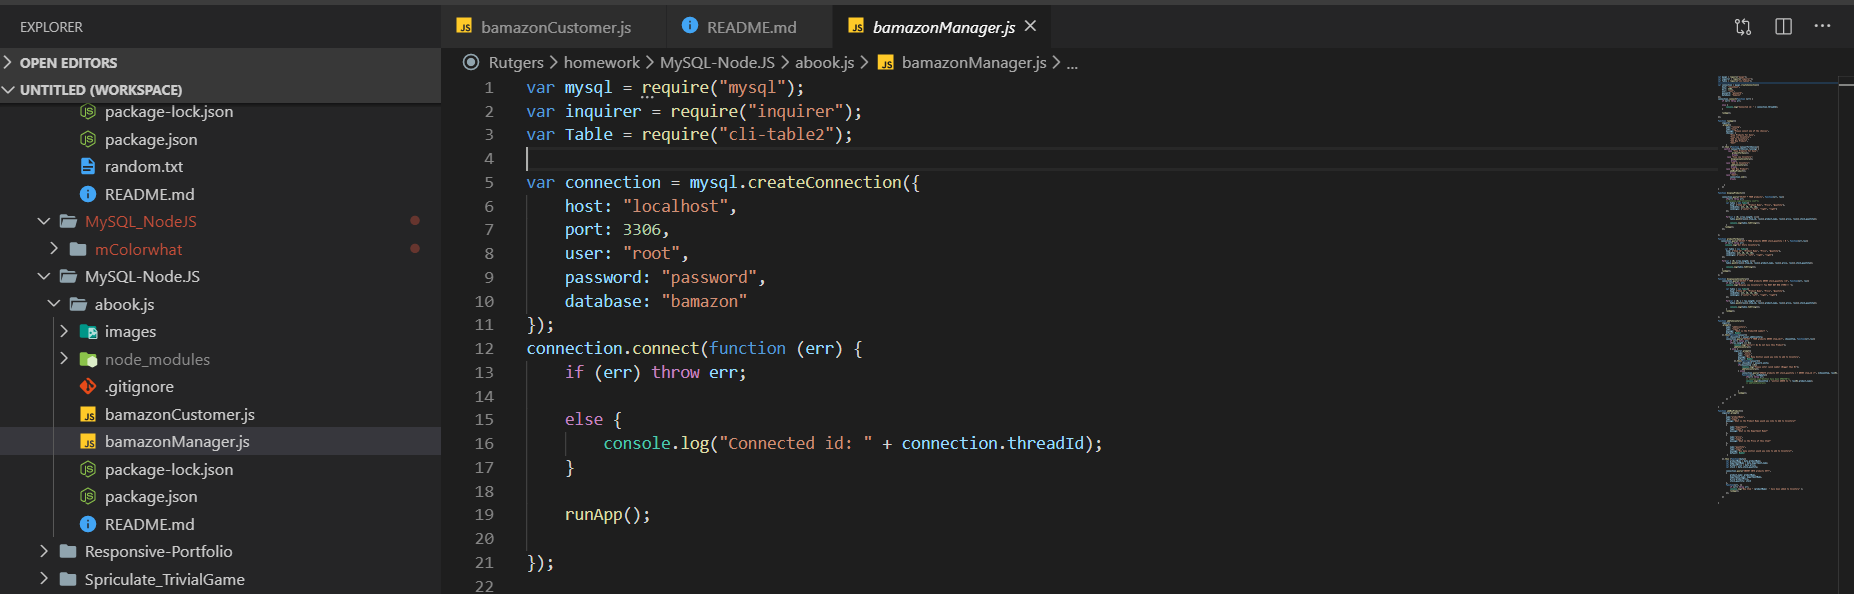 EXPLORER
OPEN EDITORS
UNTITLED (WORKSPACE)
package-lock.json
package.json
random.txt
README.md
MySQL_NodeJS
mColorwhat
MySQL-Node.JS
abook.js
images
node_modules
.gitignore
bamazonCustomer.js
bamazonManager.js
package-lock.json
package.json
README.md
Responsive-Portfolio
Spriculate_TrivialGame
bamazonCustomer.js README.md bamazonManager.js
Rutgers > homework > MySQL-Node.JS > abook.js > bamazonManager.js > ...
1 var mysql = require("mysql");
2 var inquirer = require("inquirer");
3 var Table = require("cli-table2");
4
5 var connection = mysql.createConnection({
6 host: "localhost",
7 port: 3306,
8 user: "root",
9 password: "password",
10 database: "bamazon"
11 });
12 connection.connect(function (err) {
13 if (err) throw err;
14
15 else {
16 console.log("Connected id: " + connection.threadId);
17 }
18
19 runApp();
20
21 });
22